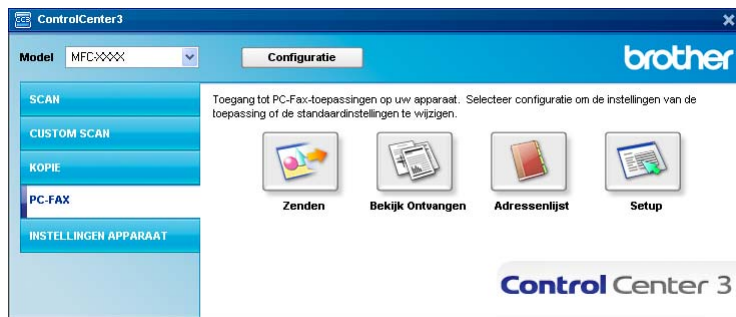 CC3 ControlCenter3
Model MFC-XXXX Configuratie brother
SCAN
CUSTOM SCAN
KOPIE
PC-FAX
INSTELLINGEN APPARAAT
Toegang tot PC-Fax-toepassingen op uw apparaat. Selecteer configuratie om de instellingen van de
toepassing of de standaardinstellingen te wijzigen.
Zenden Bekijk Ontvangen Adressenlijst Setup
Control Center 3